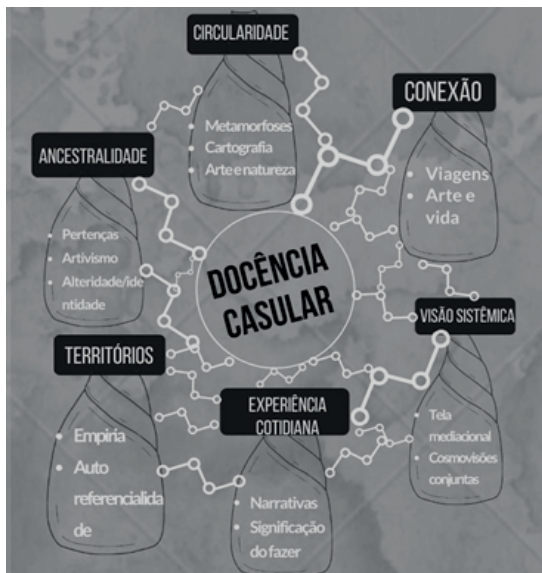 CIRCULARIDADE
• Metamorfoses
• Cartografia
• Arte e natureza
CONEXÃO
• Viagens
• Arte e
vida
ANCESTRALIDADE
• Pertenças
• Artivismo
• Alteridade/ide
ntidade
DOCÊNCIA
CASULAR
VISÃO SISTÊMICA
• Tela
mediacional
• Cosmovisões
conjuntas
TERRITÓRIOS
• Empiria
• Auto
referencialida
de
EXPERIÊNCIA
COTIDIANA
• Narrativas
• Significação
do fazer